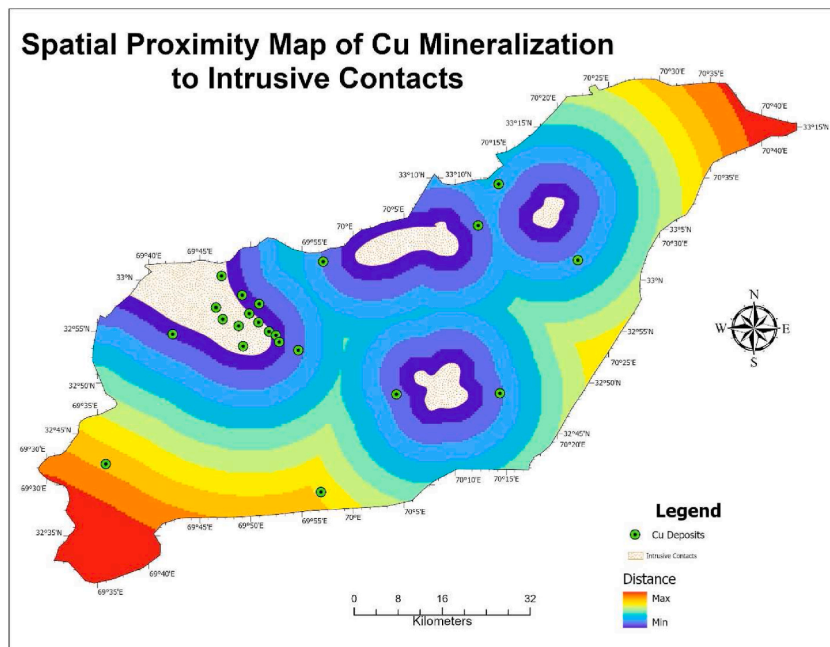 Spatial Proximity Map of Cu Mineralization
to Intrusive Contacts
70°25'E
70°30'E
70°35'E
70°20'E
70°40'E
33°15'N
33°15'N
70°15'E
70°40'E
33°10'N
33°10'N
70°35'E
70°5'E
70°E
33°5'N
69°55'E
70°30'E
69°45'E
69°40'E
33°N
33°N
32°55'N
32°55'N
70°25'E
32°50'N
32°50'N
69°35'E
32°45'N
32°45'N
69°30'E
70°20'E
69°30'E
70°10'E
70°15'E
69°45'E
69°50'E
69°55'E
70°E
70°5'E
32°35'N
69°40'E
69°35'E
N
W
E
S
Legend
Cu Deposits
Intrusive Contacts
Distance
Max
Min
0
4
8
16
24
32
Kilometers